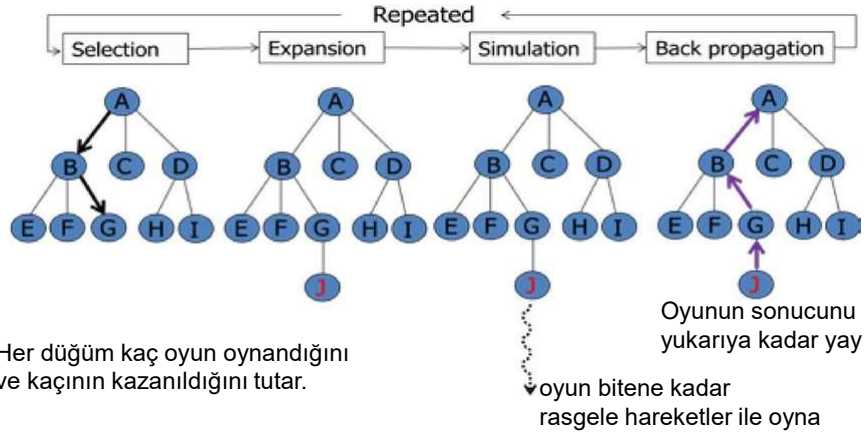 Repeated
Selection
Expansion
Simulation
Back propagation
A
B C D
E F G H I
A
B C D
E F G H I
J
A
B C D
E F G H I
J
A
B C D
E F G H I
J
Her düğüm kaç oyun oynandığını
ve kaçının kazanıldığını tutar.
oyun bitene kadar
rasgele hareketler ile oyna
Oyunun sonucunu
yukarıya kadar yay